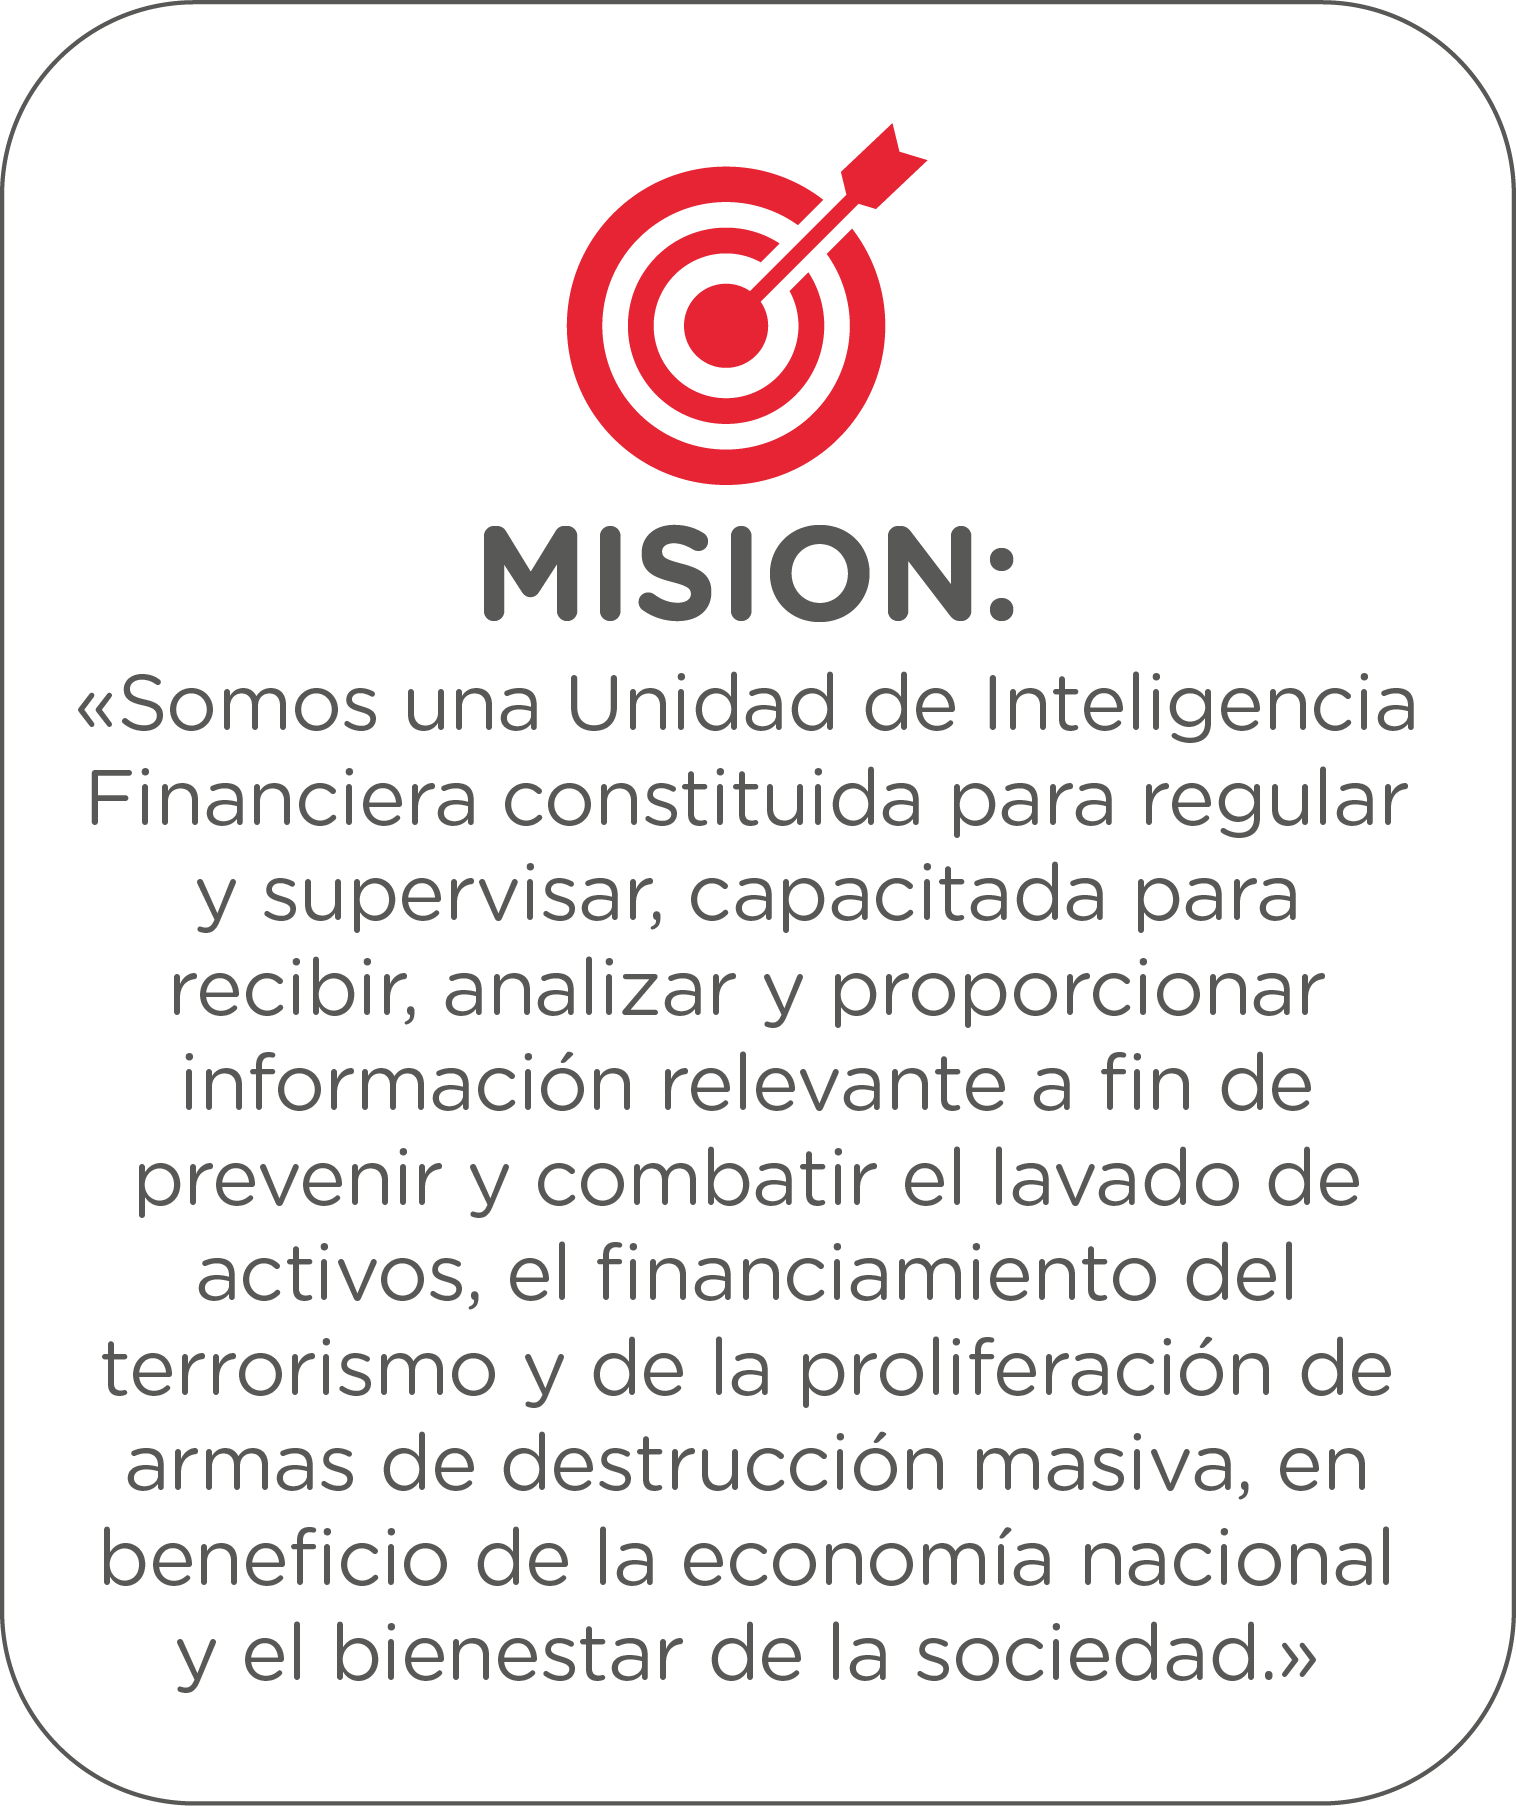 MISION:
«Somos una Unidad de Inteligencia
Financiera constituida para regular
y supervisar, capacitada para
recibir, analizar y proporcionar
información relevante a fin de
prevenir y combatir el lavado de
activos, el financiamiento del
terrorismo y de la proliferación de
armas de destrucción masiva, en
beneficio de la economía nacional
y el bienestar de la sociedad.»